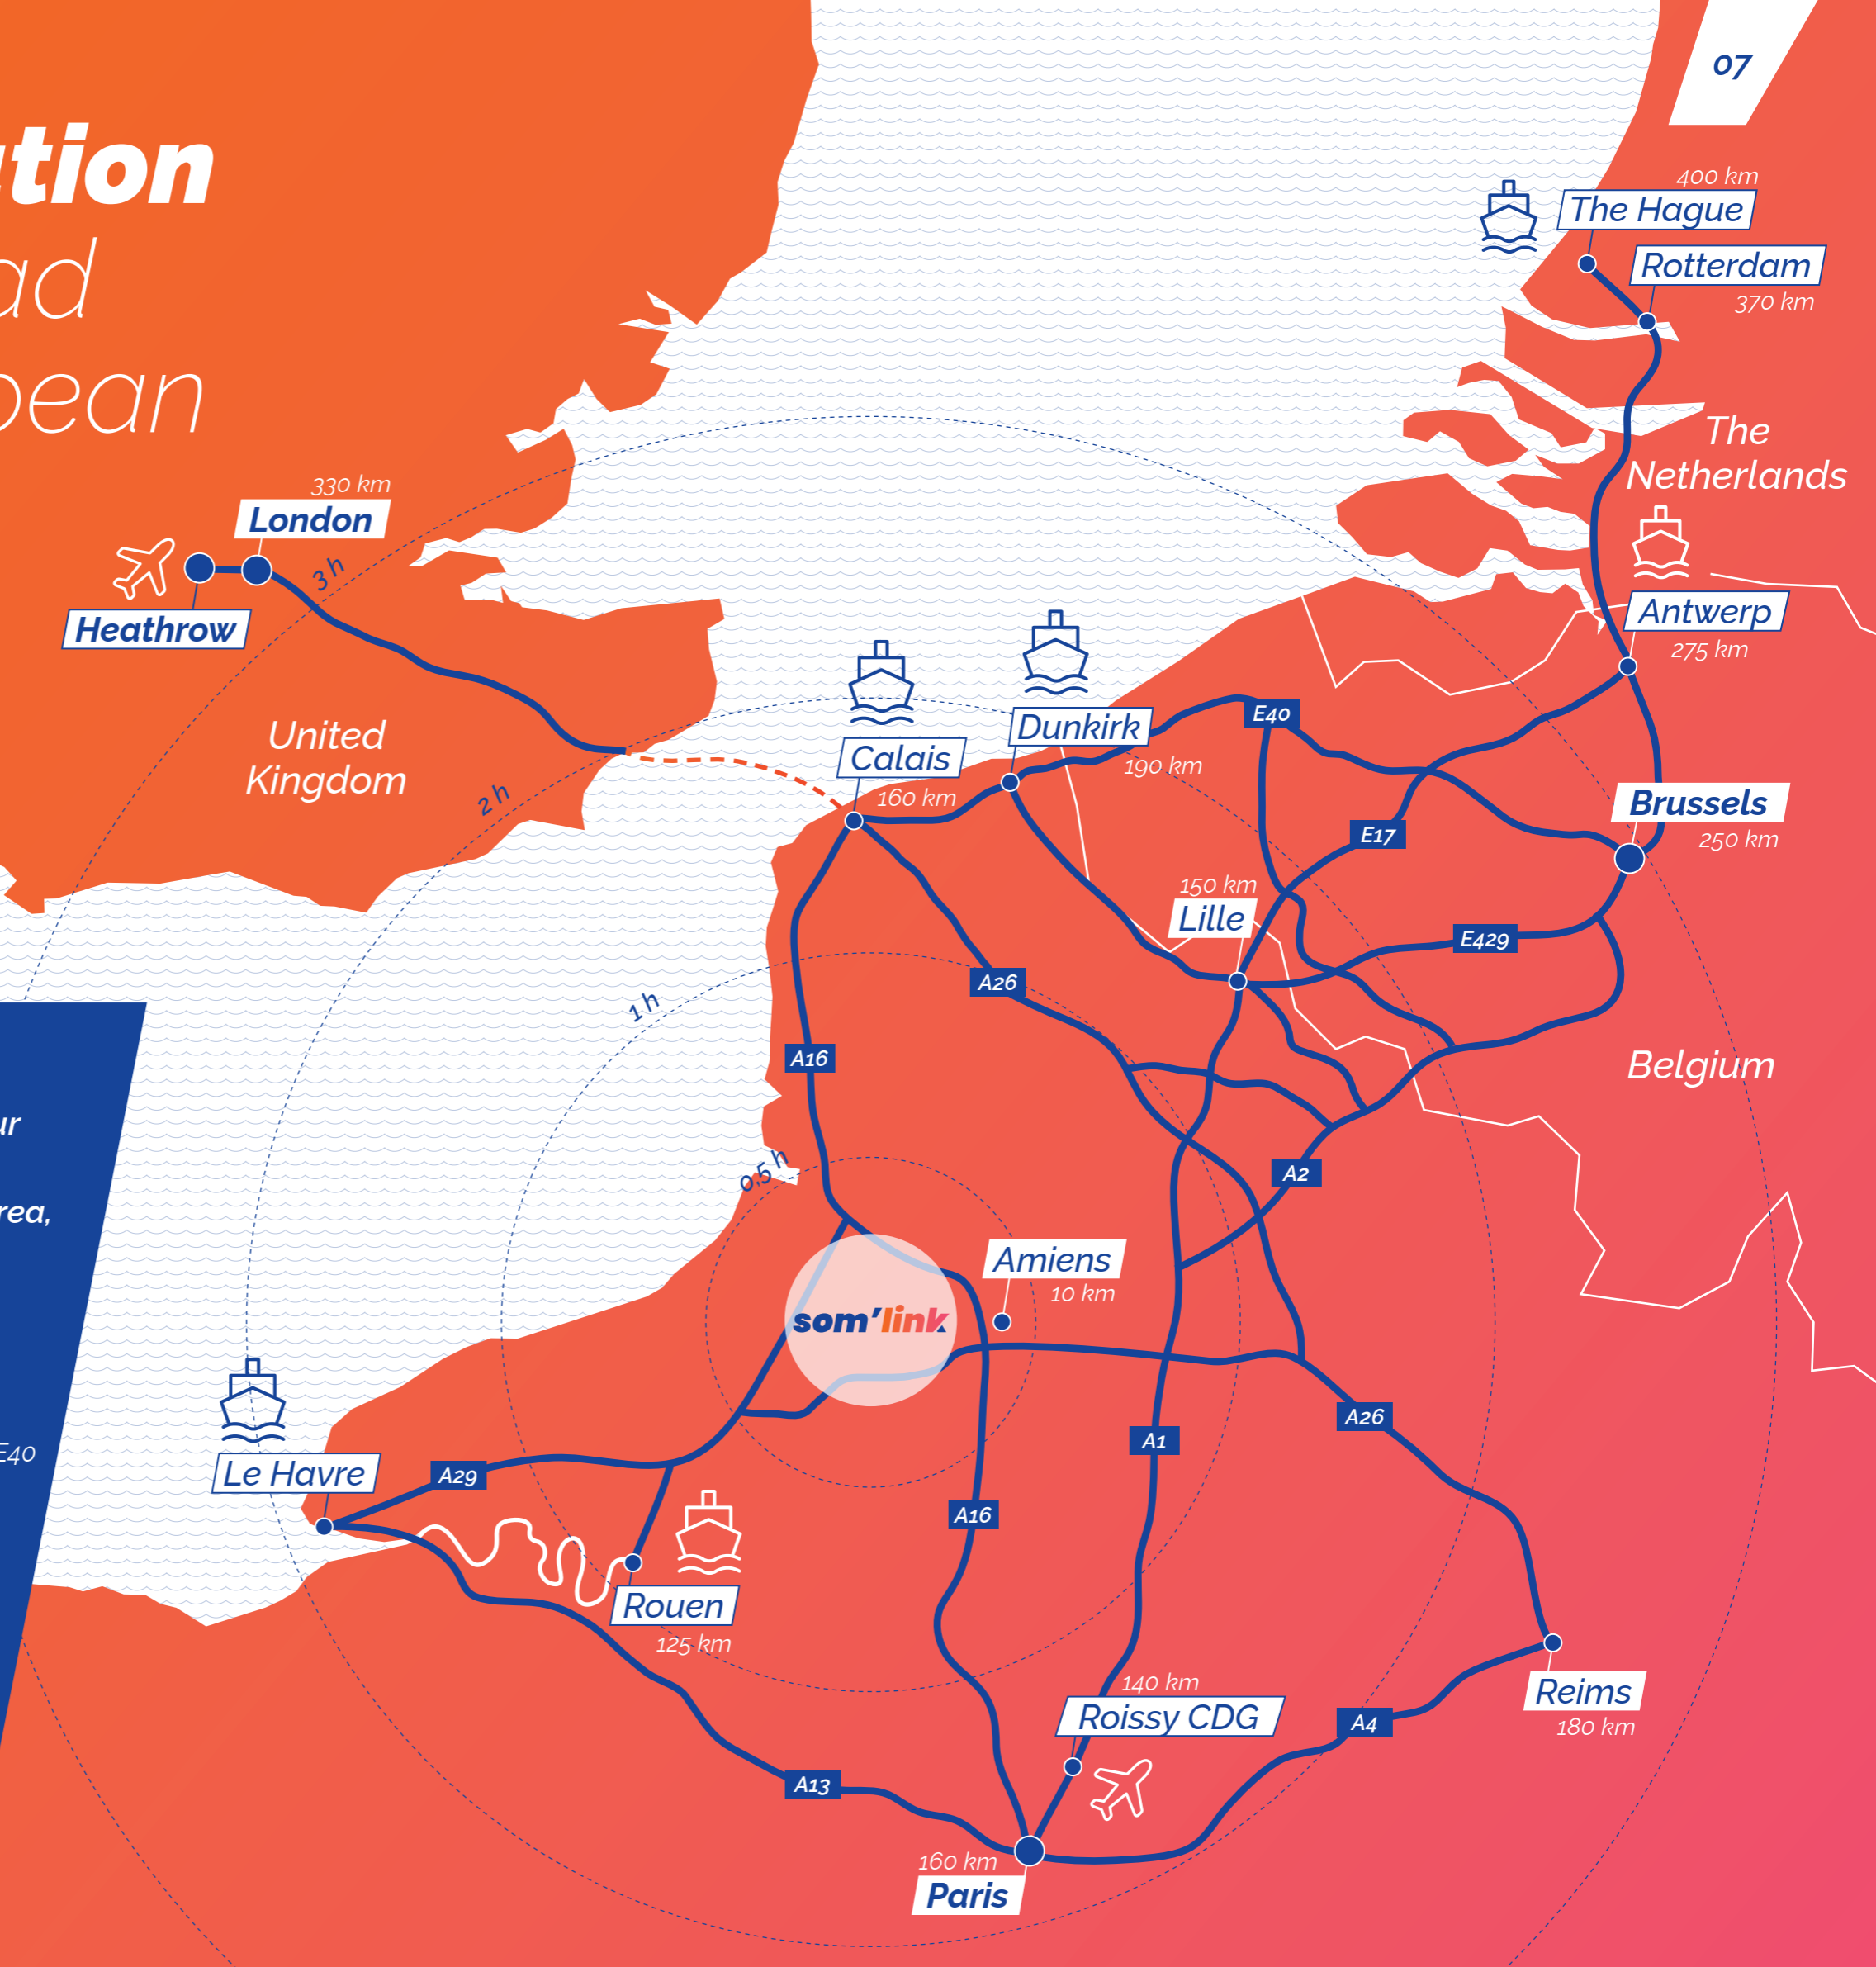 07
ition
ad
pean
400 km
The Hague
Rotterdam
370 km
The
Netherlands
330 km
London
Heathrow
3 h
United
Kingdom
2 h
Antwerp
275 km
Calais
160 km
Dunkirk
190 km
E40
Brussels
250 km
E17
150 km
Lille
E429
A26
1 h
A16
Belgium
ur
rea,
0,5 h
A2
Amiens
10 km
som'link
E40
Le Havre
A29
A26
A1
A16
Rouen
125 km
140 km
Roissy CDG
Reims
180 km
A4
A13
160 km
Paris